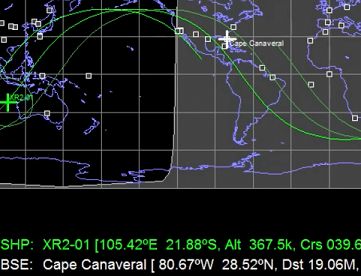 Cape Canaveral
XR2-01
SHP: XR2-01 [105.42ºE 21.88ºS, Alt 367.5k, Crs 039.6
BSE: Cape Canaveral [ 80.67ºW 28.52ºN, Dst 19.06M,